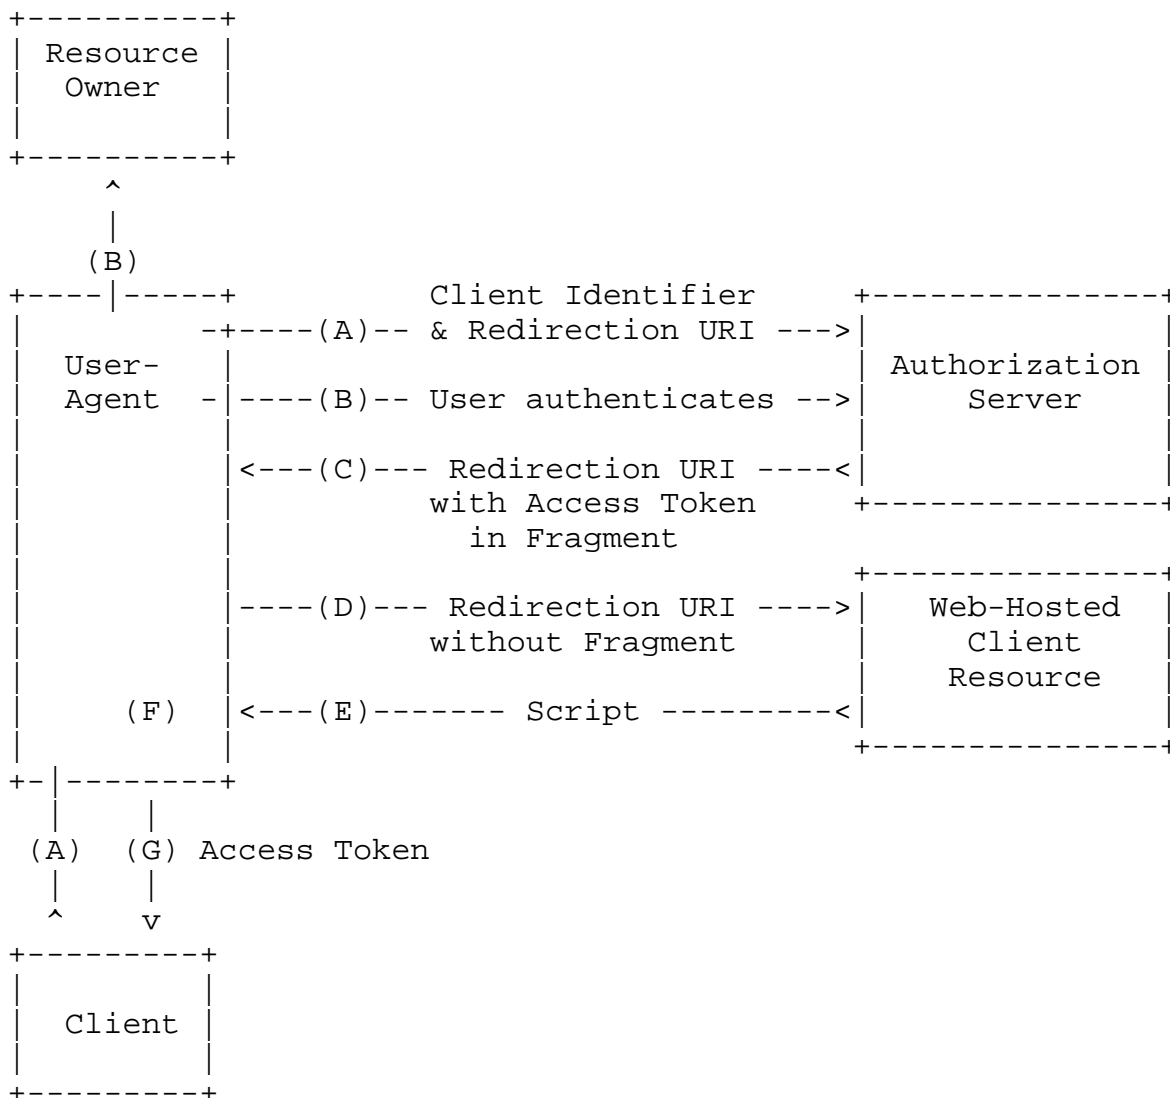 +----------+
| Resource |
|  Owner   |
|          |
+----------+
     ^
     |
    (B)
+----|-----+          Client Identifier     +---------------+
|         -+----(A)-- & Redirection URI --->|               |
|  User-   |                                | Authorization |
|  Agent  -|----(B)-- User authenticates -->|     Server    |
|          |                                |               |
|          |<---(C)--- Redirection URI ----<|               |
|          |          with Access Token     +---------------+
|          |            in Fragment
|          |                                +---------------+
|          |----(D)--- Redirection URI ---->|   Web-Hosted  |
|          |          without Fragment      |     Client    |
|          |                                |    Resource   |
|     (F)  |<---(E)------- Script ---------<|               |
|          |                                +---------------+
+-|--------+
  |    |
 (A)  (G) Access Token
  |    |
  ^    v
+---------+
|         |
|  Client |
|         |
+---------+